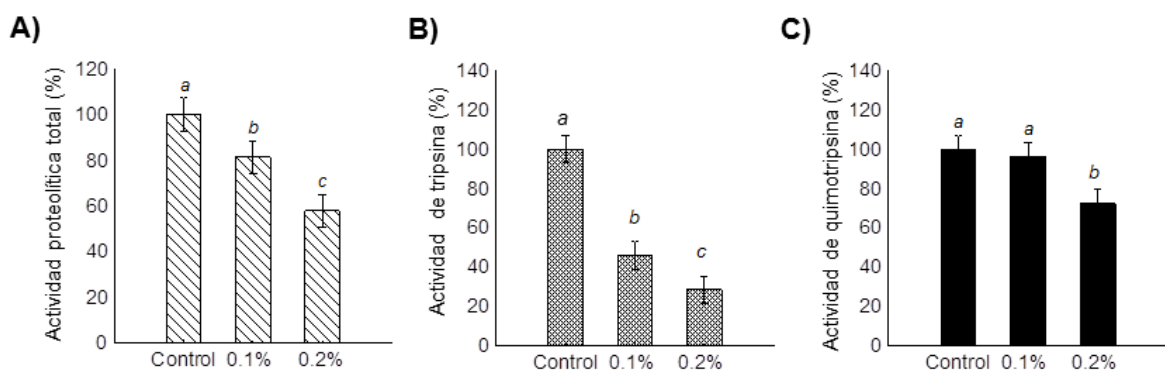 A)
Actividad proteolítica total (%)
120
100
80
60
40
20
0
a
b
c
Control 0.1% 0.2%
B)
Actividad de tripsina (%)
140
120
100
80
60
40
20
0
a
b
c
Control 0.1% 0.2%
C)
Actividad de quimotripsina (%)
140
120
100
80
60
40
20
0
a
a
b
Control 0.1% 0.2%